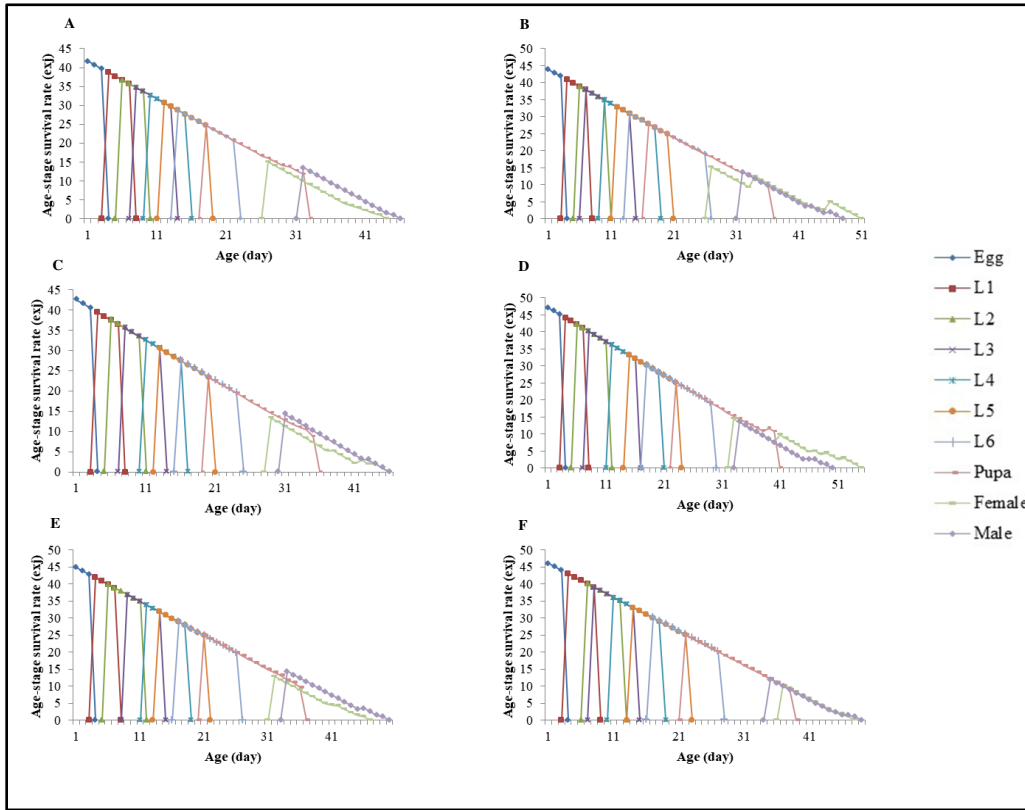 A
Age-stage survival rate (exj)
45
40
35
30
25
20
15
10
5
0
1 11 21 31 41
Age (day)
B
Age-stage survival rate (exj)
50
45
40
35
30
25
20
15
10
5
0
1 11 21 31 41 51
Age (day)
C
Age-stage survival rate (exj)
45
40
35
30
25
20
15
10
5
0
1 11 21 31 41
Age (day)
D
Age-stage survival rate (exj)
50
45
40
35
30
25
20
15
10
5
0
1 11 21 31 41 51
Age (day)
E
Age-stage survival rate (exj)
50
45
40
35
30
25
20
15
10
5
0
1 11 21 31 41
Age (day)
F
Age-stage survival rate (exj)
50
45
40
35
30
25
20
15
10
5
0
1 11 21 31 41
Age (day)
Egg
L1
L2
L3
L4
L5
L6
Pupa
Female
Male